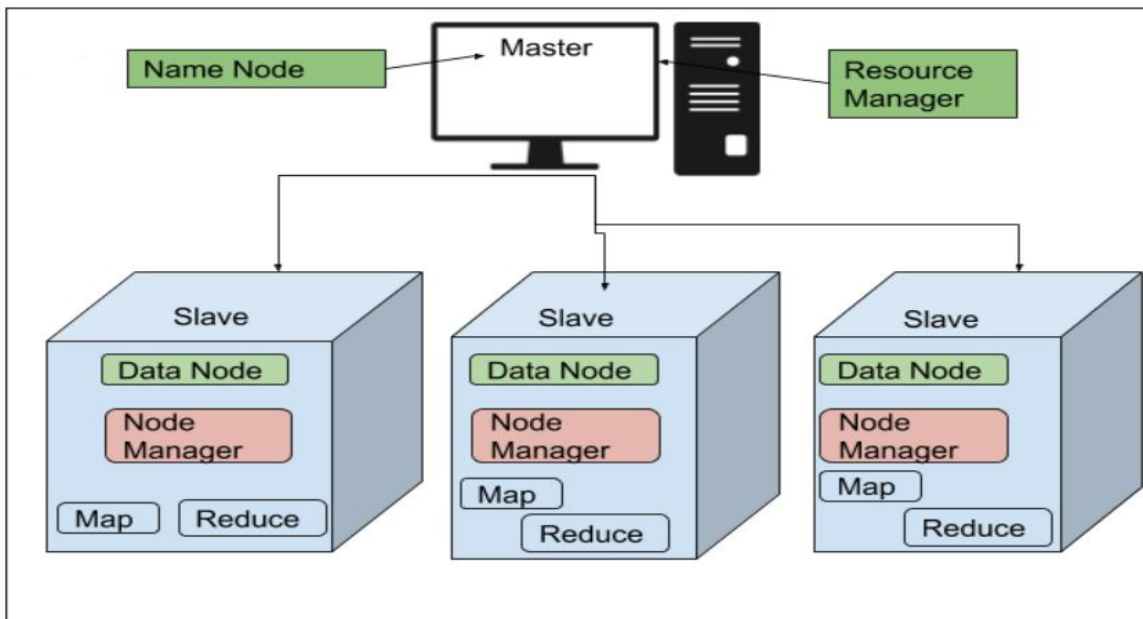 Master
Name Node
Resource
Manager
Slave
Data Node
Node
Manager
Map
Reduce
Slave
Data Node
Node
Manager
Map
Reduce
Slave
Data Node
Node
Manager
Map
Reduce